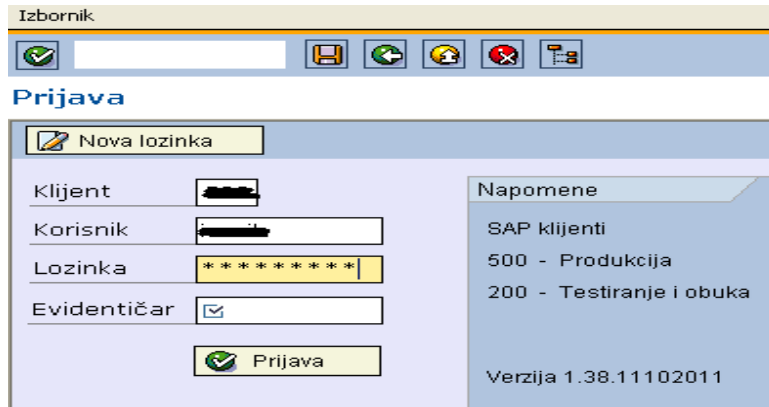 Izbornik
Prijava
Nova lozinka
Klijent
Korisnik
Lozinka *********
Evidentičar
Prijava
Napomene
SAP klijenti
500 - Produkcija
200 - Testiranje i obuka
Verzija 1.38.11102011